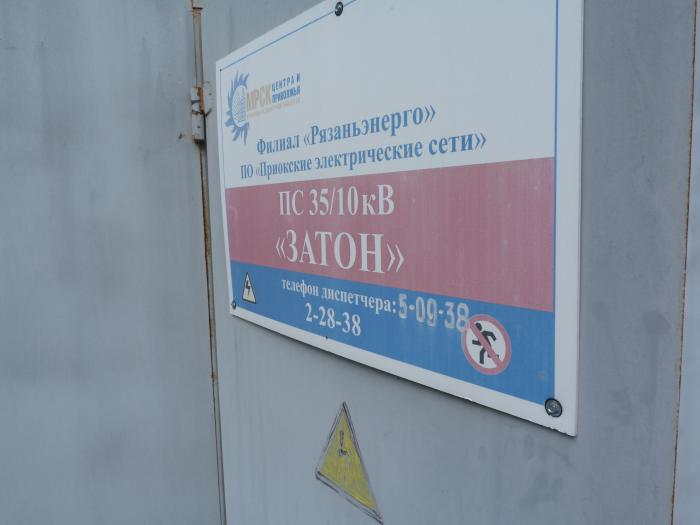 МРСК ЦЕНТРА И
ПРИВОЛЖЬЯ
Филиал «Рязаньэнерго»
ПО «Приокские электрические сети»
ПС 35/10кВ
«ЗАТОН»
телефон диспетчера: 5-09-38
2-28-38